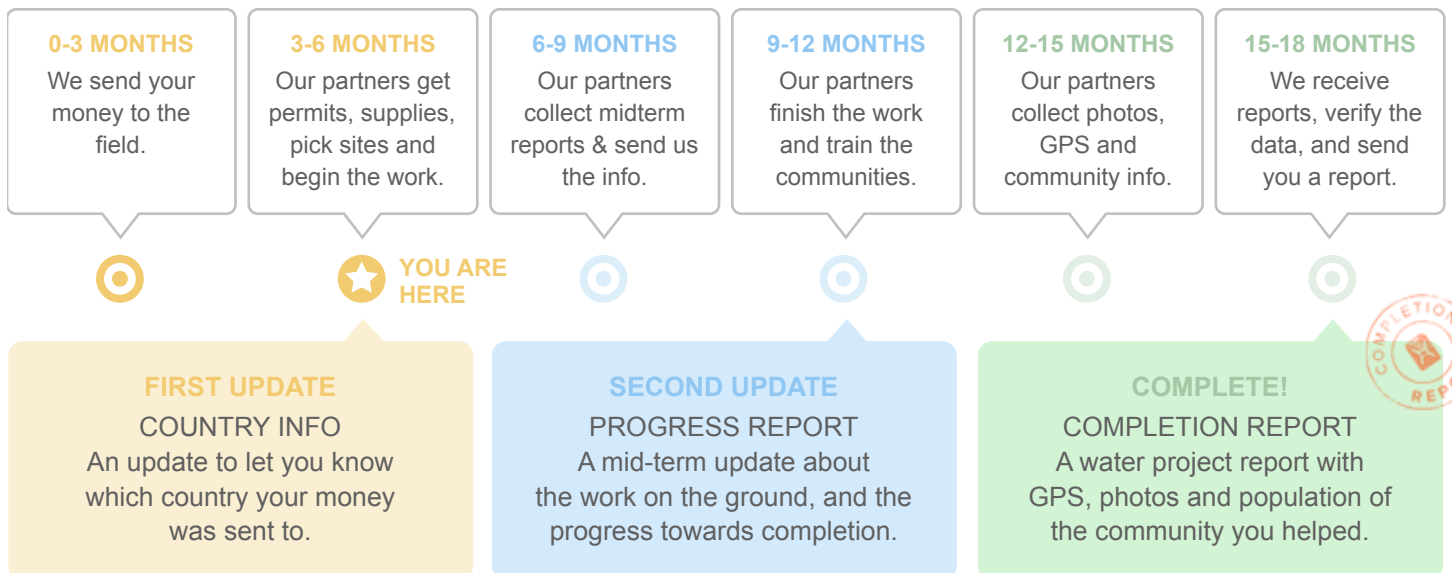 0-3 MONTHS
We send your
money to the
field.
3-6 MONTHS
Our partners get
permits, supplies,
pick sites and
begin the work.
6-9 MONTHS
Our partners
collect midterm
reports & send us
the info.
9-12 MONTHS
Our partners
finish the work
and train the
communities.
12-15 MONTHS
Our partners
collect photos,
GPS and
community info.
15-18 MONTHS
We receive
reports, verify the
data, and send
you a report.
YOU ARE
HERE
FIRST UPDATE
COUNTRY INFO
An update to let you know
which country your money
was sent to.
SECOND UPDATE
PROGRESS REPORT
A mid-term update about
the work on the ground, and the
progress towards completion.
COMPLETE!
COMPLETION REPORT
A water project report with
GPS, photos and population of
the community you helped.
COMPLETION
REP